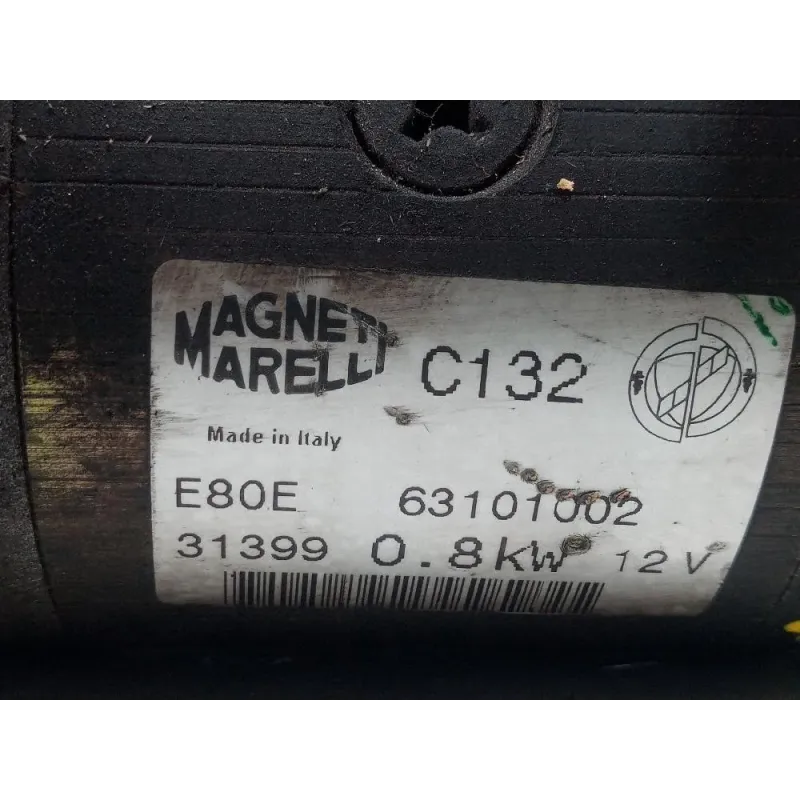 MAGNETI
MARELLI
C132
Made in Italy
E80E 63101002
31399 0.8kW 12V